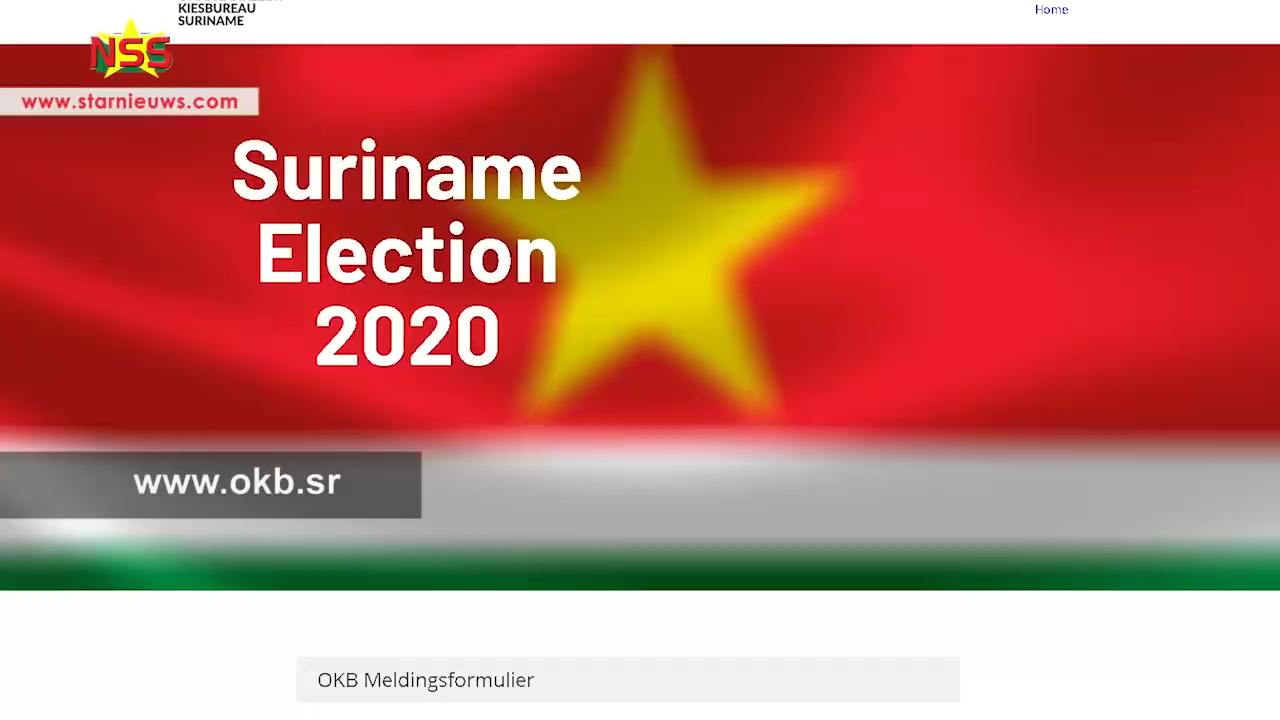 KIESBUREAU
SURINAME
Home
NSS
www.starnieuws.com
Suriname
Election
2020
www.okb.sr
OKB Meldingsformulier